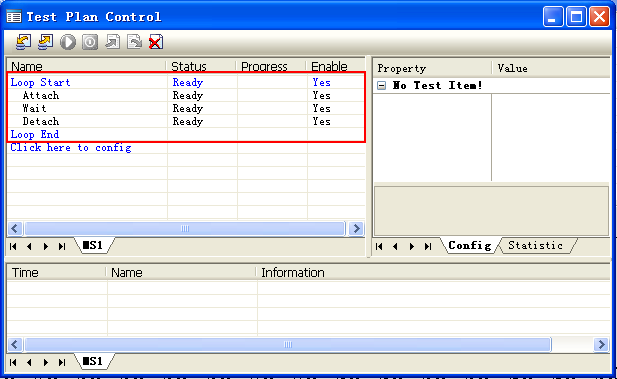 Test Plan Control
Name Status Progress Enable
Loop Start Ready Yes
Attach Ready Yes
Wait Ready Yes
Detach Ready Yes
Loop End
Click here to config
MS1
Property Value
No Test Item!
Config Statistic
Time Name Information
MS1